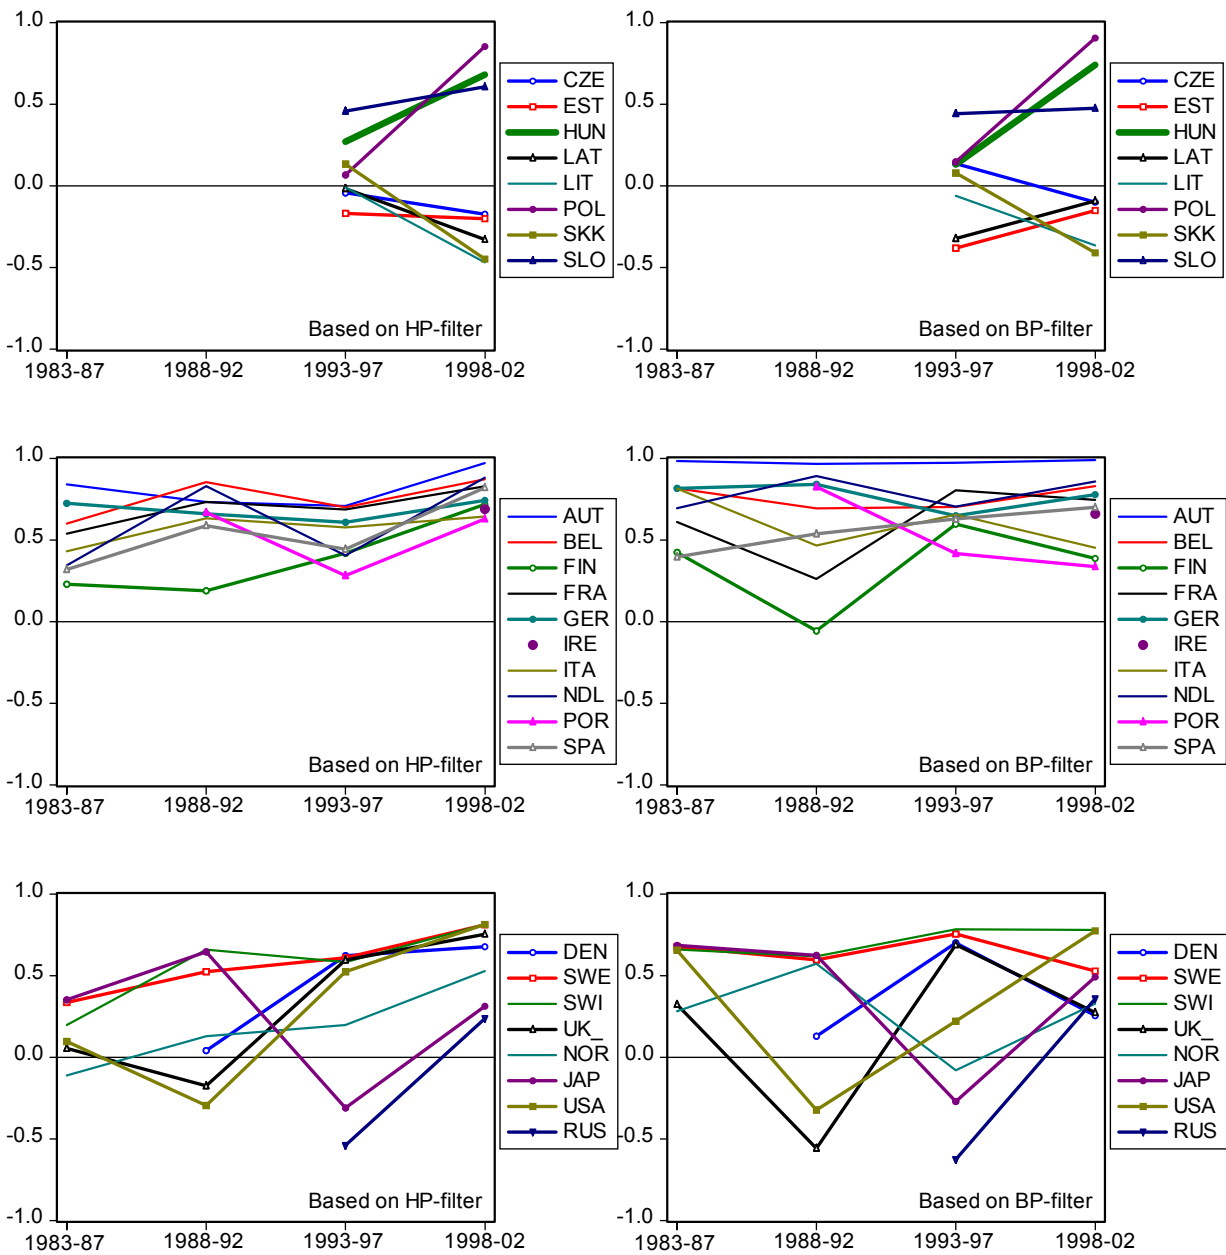 1.0
0.5
0.0
-0.5
-1.0
1983-87 1988-92 1993-97 1998-02
Based on HP-filter
CZE
EST
HUN
LAT
LIT
POL
SKK
SLO
1.0
0.5
0.0
-0.5
-1.0
1983-87 1988-92 1993-97 1998-02
Based on BP-filter
CZE
EST
HUN
LAT
LIT
POL
SKK
SLO
1.0
0.5
0.0
-0.5
-1.0
1983-87 1988-92 1993-97 1998-02
Based on HP-filter
AUT
BEL
FIN
FRA
GER
IRE
ITA
NDL
POR
SPA
1.0
0.5
0.0
-0.5
-1.0
1983-87 1988-92 1993-97 1998-02
Based on BP-filter
AUT
BEL
FIN
FRA
GER
IRE
ITA
NDL
POR
SPA
1.0
0.5
0.0
-0.5
-1.0
1983-87 1988-92 1993-97 1998-02
Based on HP-filter
DEN
SWE
SWI
UK_
NOR
JAP
USA
RUS
1.0
0.5
0.0
-0.5
-1.0
1983-87 1988-92 1993-97 1998-02
Based on BP-filter
DEN
SWE
SWI
UK_
NOR
JAP
USA
RUS